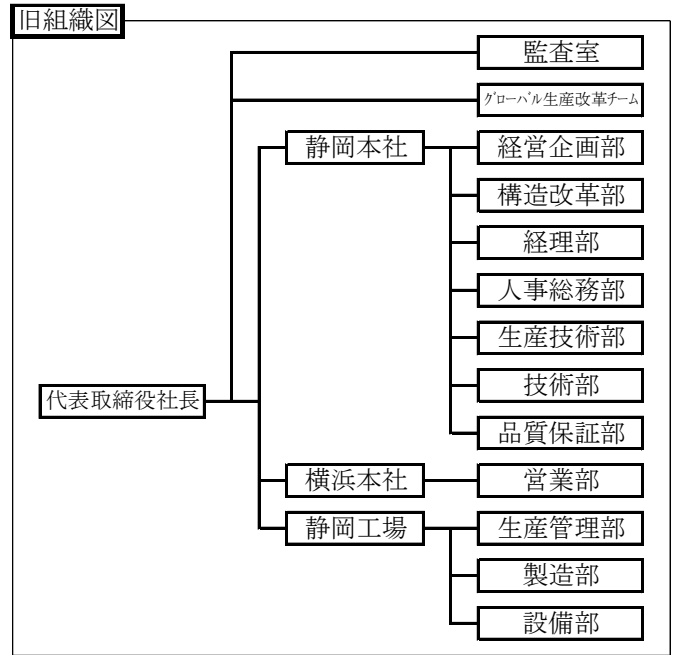 旧組織図
監査室
ｸﾞﾛｰﾊﾞﾙ生産改革ﾁｰﾑ
静岡本社
経営企画部
構造改革部
経理部
人事総務部
生産技術部
代表取締役社長
技術部
品質保証部
横浜本社
営業部
静岡工場
生産管理部
製造部
設備部